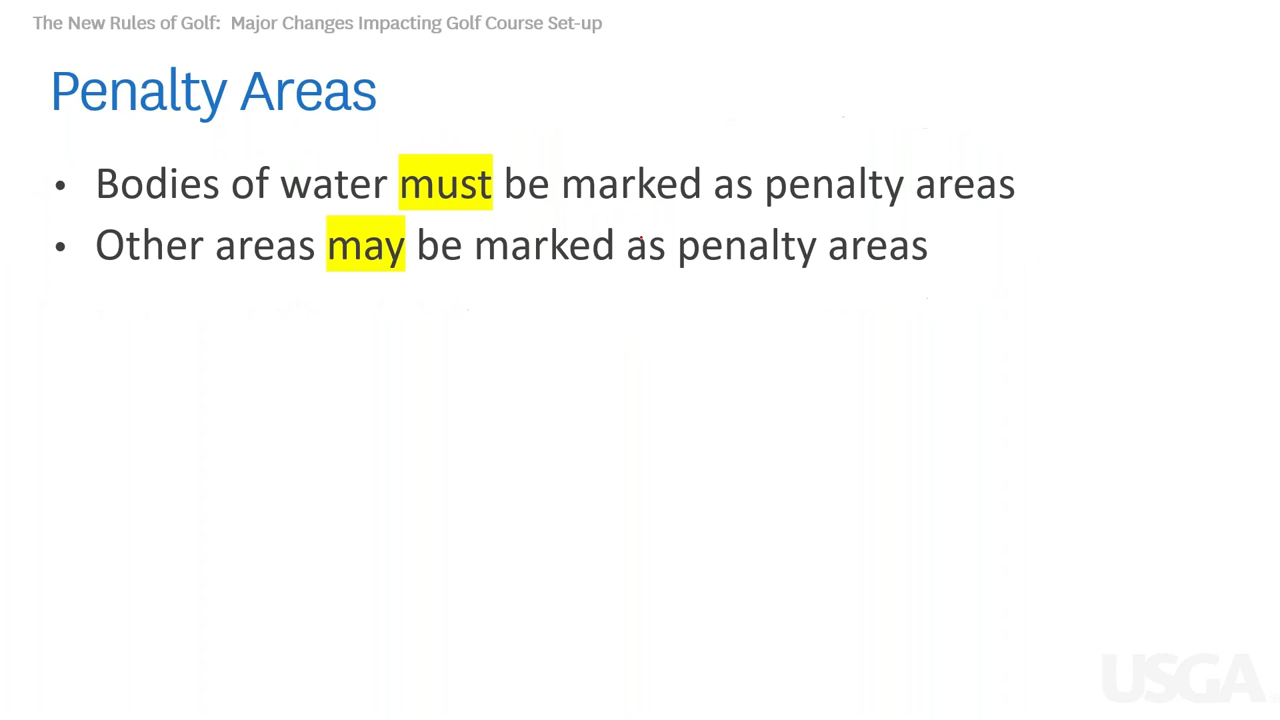 The New Rules of Golf:  Major Changes Impacting Golf Course Set-up
Penalty Areas
• Bodies of water must be marked as penalty areas
• Other areas may be marked as penalty areas
USGA